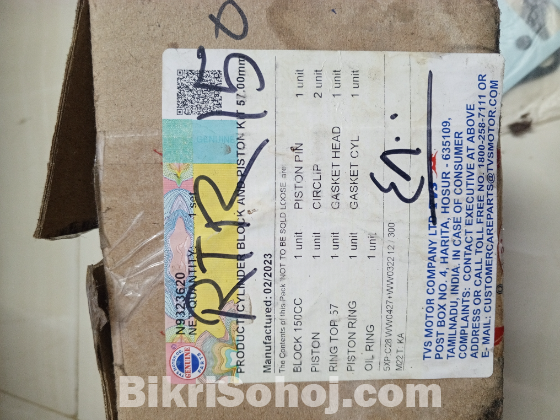 RTR 150
N9323620
NET QUANTITY: 1 set
PRODUCT: CYLINDER BLOCK AND PISTON KIT 57.00mm
Manufactured: 02/2023
The Contents of this Pack NOT TO BE SOLD LOOSE are:
BLOCK 150CC 1 unit PISTON PIN 1 unit
PISTON 1 unit CIRCLIP 2 unit
RING TOP 57 1 unit GASKET HEAD 1 unit
PISTON RING 1 unit GASKET CYL 1 unit
OIL RING 1 unit
TVS MOTOR COMPANY LTD
POST BOX NO. 4, HARITA, HOSUR - 635109,
TAMILNADU, INDIA. IN CASE OF CONSUMER
COMPLAINTS: CONTACT EXECUTIVE AT ABOVE
ADDRESS OR CALL TOLL FREE NO. 1800-258-7111 OR
E- MAIL: CUSTOMERCAREPARTS@TVSMOTOR.COM
GENUINE
BikriSohoj.com